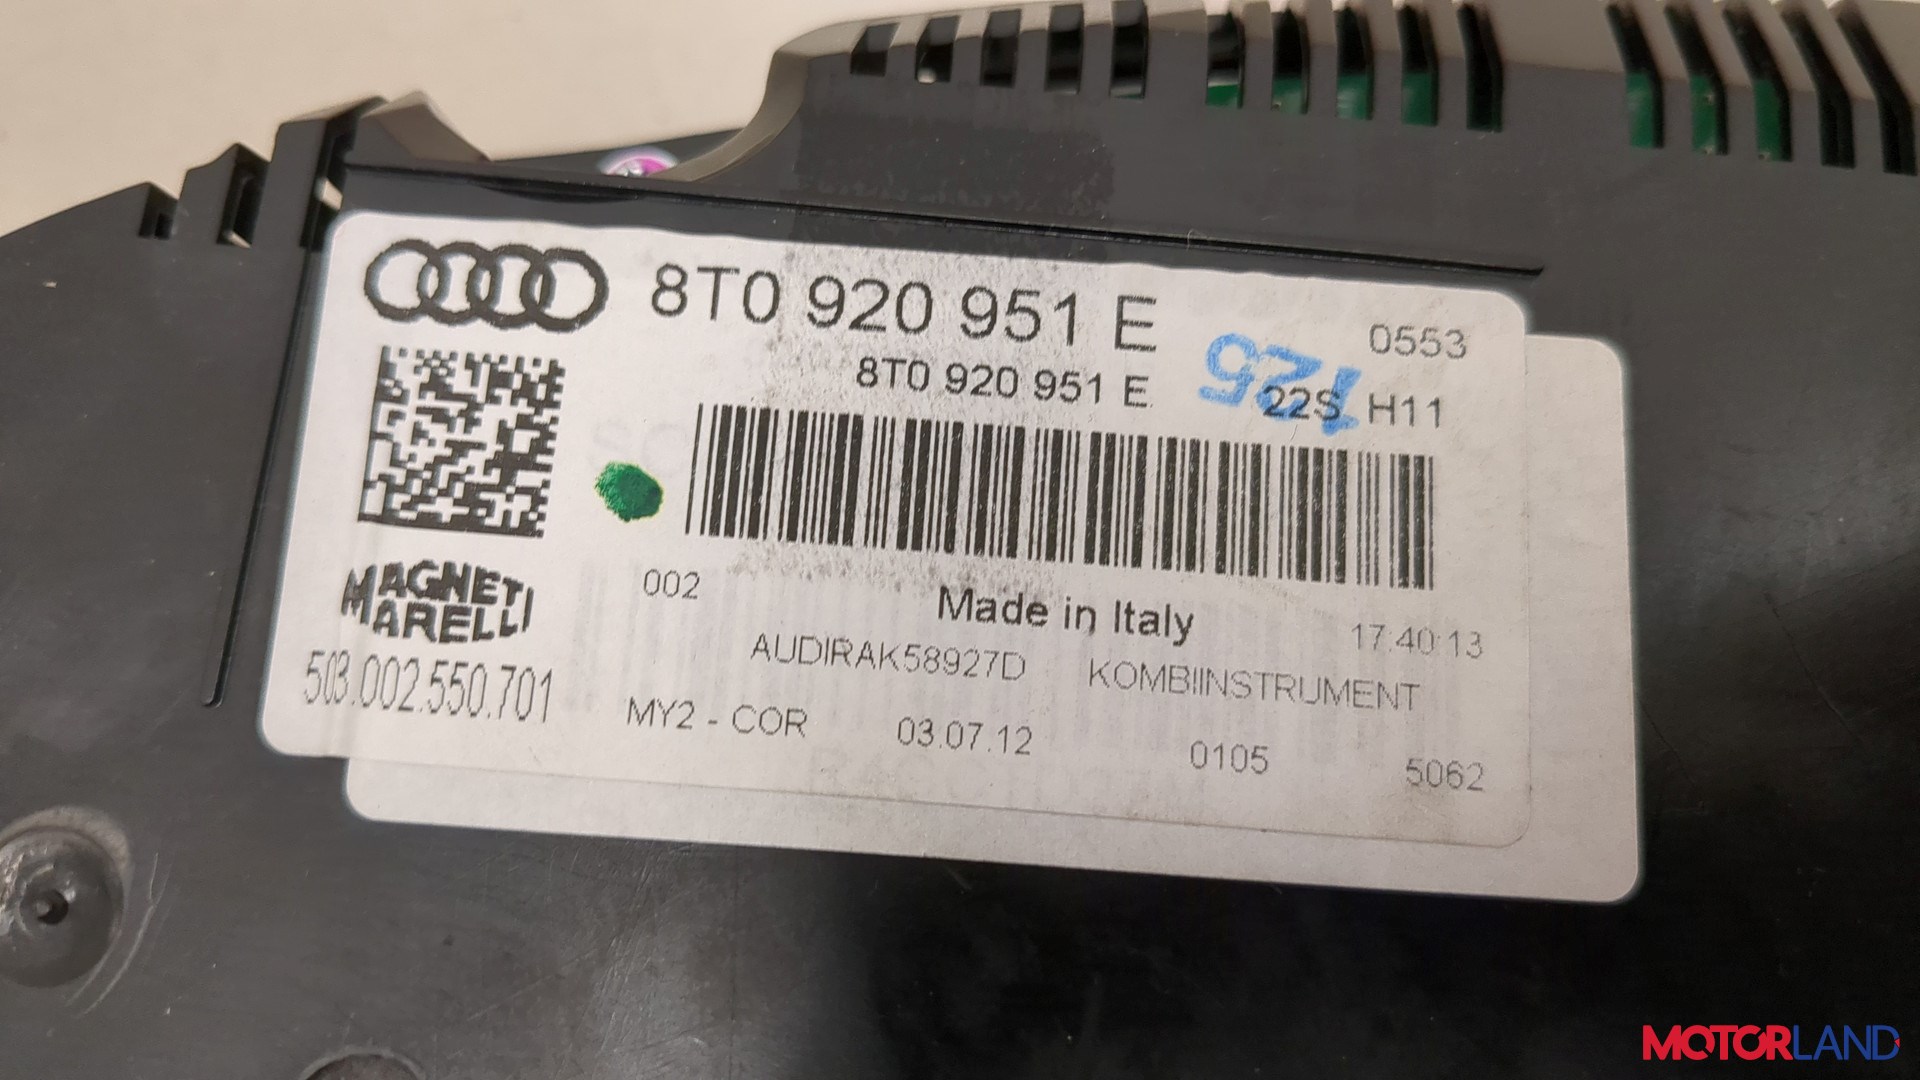 8T0 920 951 E
0553
8T0 920 951 E
125
22S H11
MAGNETI
MARELLI
002
Made in Italy
17:40:13
AUDIRAK58927D KOMBIINSTRUMENT
503.002.550.701
MY2 - COR 03.07.12 0105 5062
MOTORLAND